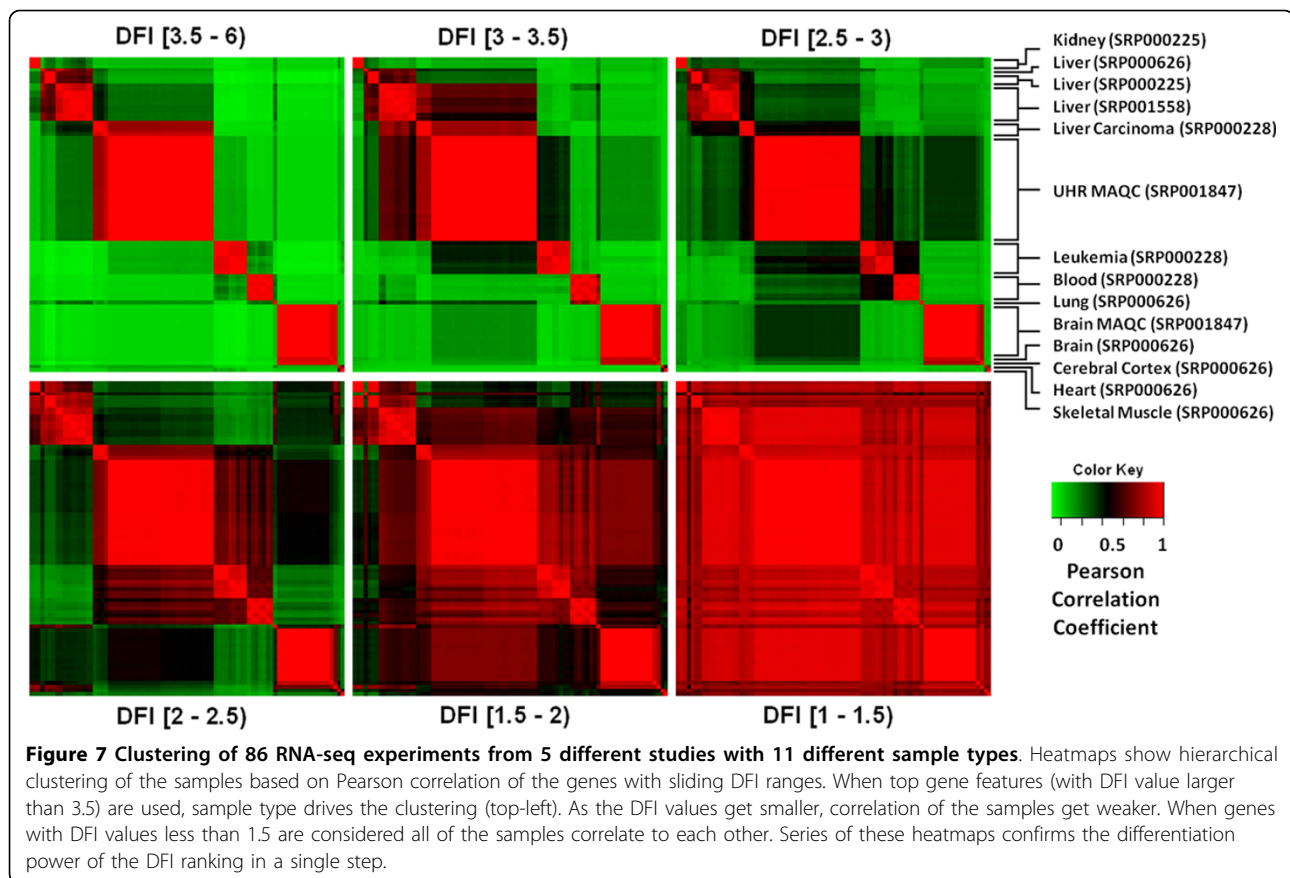 DFI [3.5 - 6)
DFI [3 - 3.5)
DFI [2.5 - 3)
Kidney (SRP000225)
Liver (SRP000626)
Liver (SRP000225)
Liver (SRP001558)
Liver Carcinoma (SRP000228)
UHR MAQC (SRP001847)
Leukemia (SRP000228)
Blood (SRP000228)
Lung (SRP000626)
Brain MAQC (SRP001847)
Brain (SRP000626)
Cerebral Cortex (SRP000626)
Heart (SRP000626)
Skeletal Muscle (SRP000626)
Color Key
0 0.5 1
Pearson
Correlation
Coefficient
DFI [2 - 2.5)
DFI [1.5 - 2)
DFI [1 - 1.5)
Figure 7 Clustering of 86 RNA-seq experiments from 5 different studies with 11 different sample types. Heatmaps show hierarchical
clustering of the samples based on Pearson correlation of the genes with sliding DFI ranges. When top gene features (with DFI value larger
than 3.5) are used, sample type drives the clustering (top-left). As the DFI values get smaller, correlation of the samples get weaker. When genes
with DFI values less than 1.5 are considered all of the samples correlate to each other. Series of these heatmaps confirms the differentiation
power of the DFI ranking in a single step.